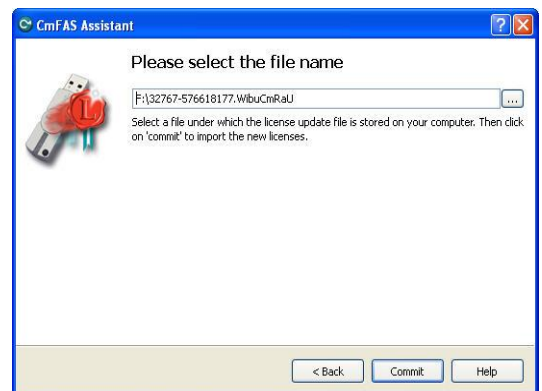 CmFAS Assistant
Please select the file name
F:\32767-576618177.WibuCmRaU
...
Select a file under which the license update file is stored on your computer. Then click
on 'commit' to import the new licenses.
< Back Commit Help